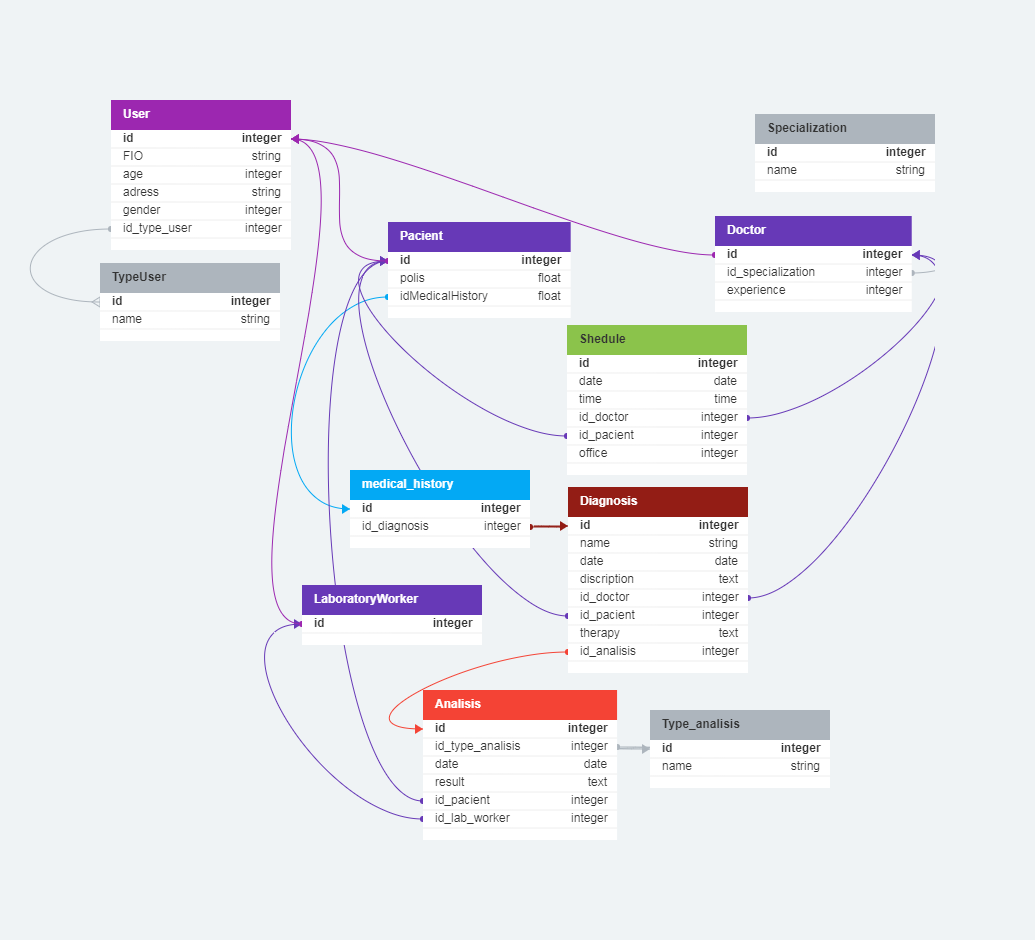 User
id integer
FIO string
age integer
adress string
gender integer
id_type_user integer
TypeUser
id integer
name string
Pacient
id integer
polis float
idMedicalHistory float
Specialization
id integer
name string
Doctor
id integer
id_specialization integer
experience integer
Shedule
id integer
date date
time time
id_doctor integer
id_pacient integer
office integer
medical_history
id integer
id_diagnosis integer
Diagnosis
id integer
name string
date date
discription text
id_doctor integer
id_pacient integer
therapy text
id_analisis integer
LaboratoryWorker
id integer
Analisis
id integer
id_type_analisis integer
date date
result text
id_pacient integer
id_lab_worker integer
Type_analisis
id integer
name string